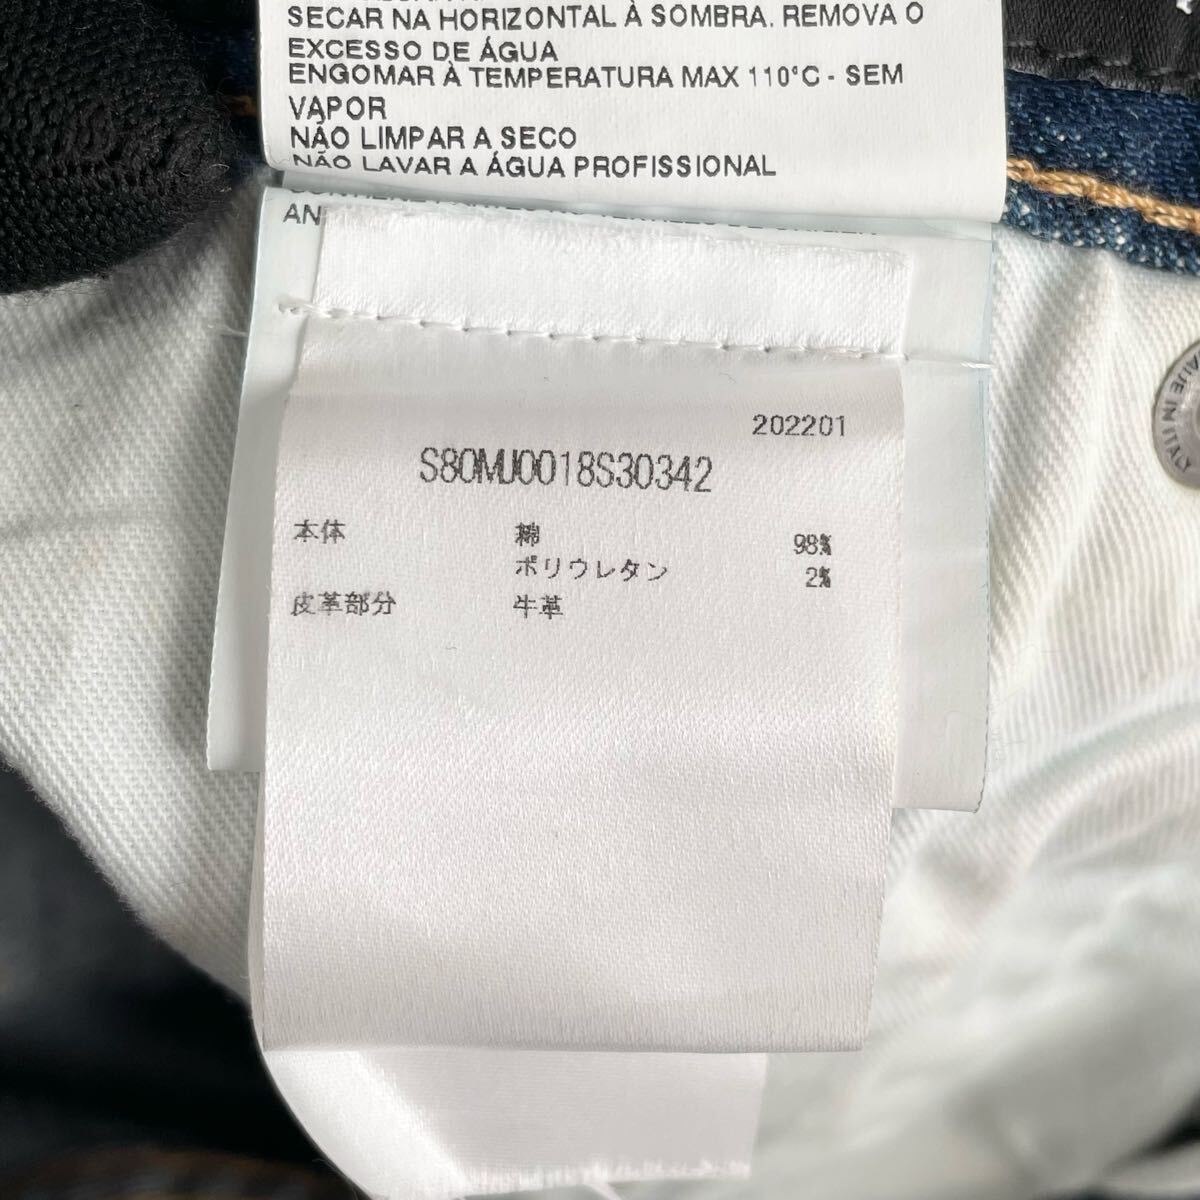 SECAR NA HORIZONTAL À SOMBRA. REMOVA O
EXCESSO DE ÁGUA
ENGOMAR À TEMPERATURA MAX 110°C - SEM
VAPOR
NÃO LIMPAR A SECO
NÃO LAVAR A ÁGUA PROFISSIONAL
202201
S80MJ0018S30342
本体 綿 98%
ポリウレタン 2%
皮革部分 牛革